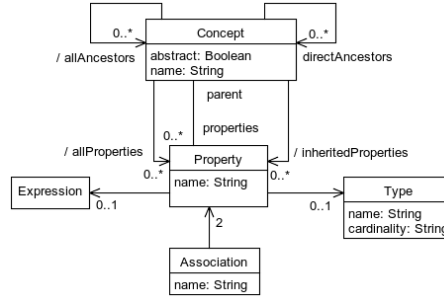 Concept
0..*
0..*
/ allAncestors
abstract: Boolean
name: String
directAncestors
parent
properties
0..*
/ allProperties
/ inheritedProperties
0..*
Property
0..*
name: String
Expression
0..1
0..1
Type
name: String
cardinality: String
2
Association
name: String